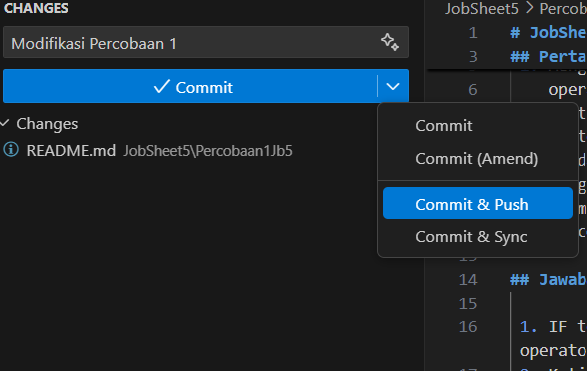 CHANGES
Modifikasi Percobaan 1
Commit
Changes
README.md JobSheet5\Percobaan1Jb5
Commit
Commit (Amend)
Commit & Push
Commit & Sync
JobSheet5 > Percob
1 # JobShe
3 ## Perta
6 oper
14 ## Jawab
15
16 1. IF t
operato